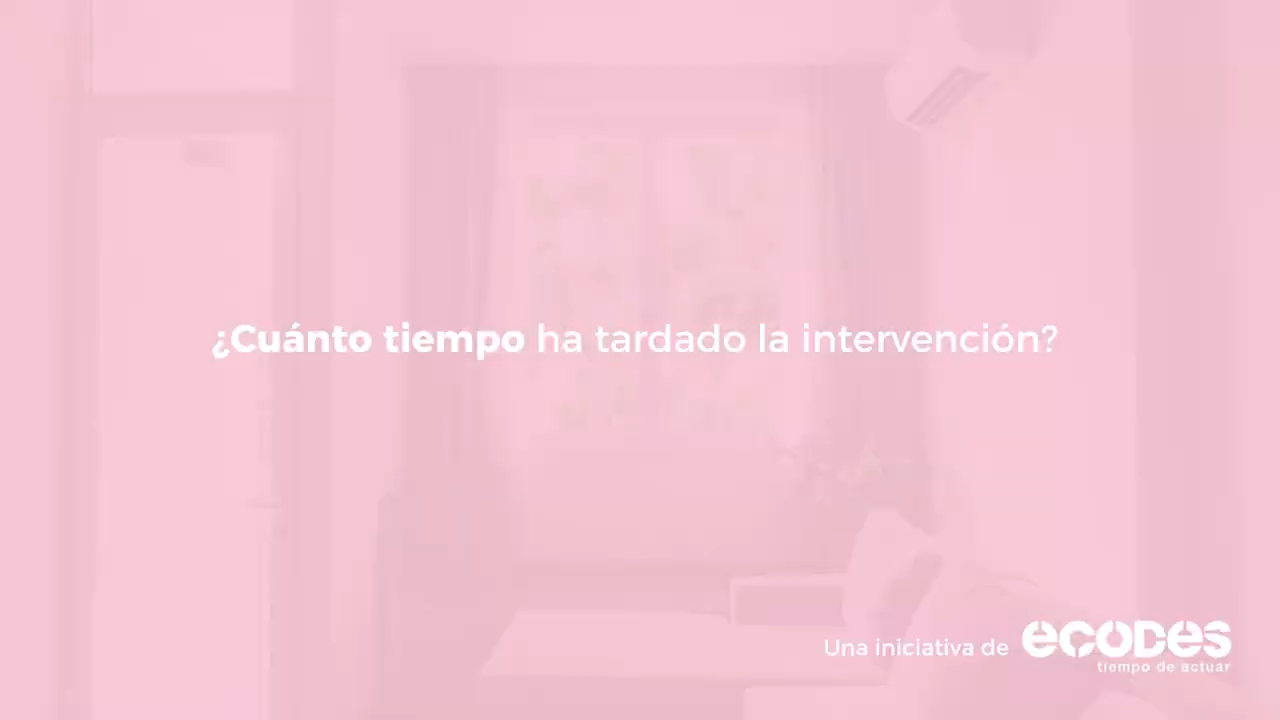 ¿Cuánto tiempo ha tardado la intervención?
Una iniciativa de ecodes
tiempo de actuar